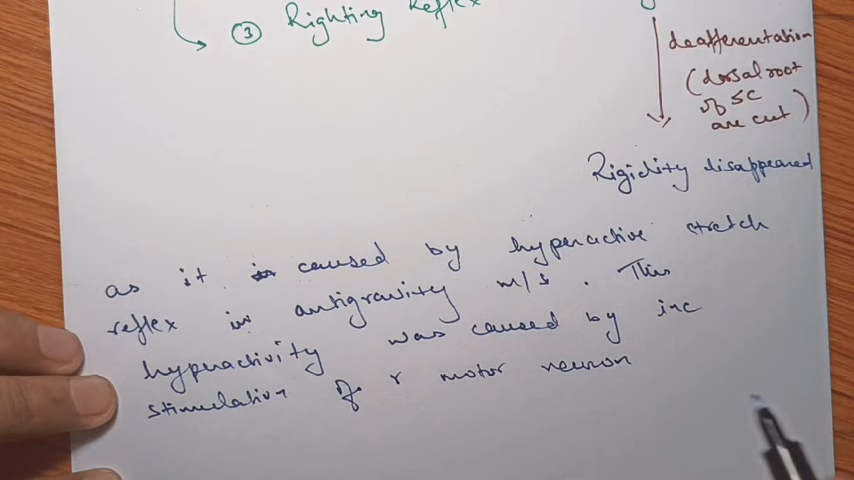 ③ Righting Reflex
deafferentation
(dorsal root
of SC
are cut)
Rigidity disappeared
as it is caused by hyperactive stretch
reflex in antigravity m/s. This
hyperactivity was caused by inc
stimulation of r motor neuron